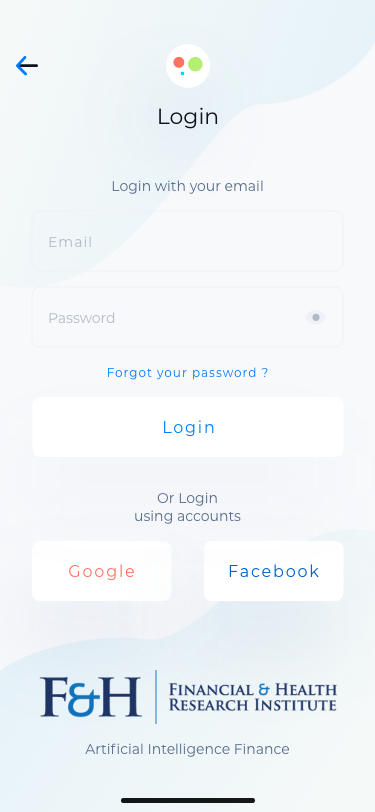 Login
Login with your email
Email
Password
Forgot your password ?
Login
Or Login
using accounts
Google
Facebook
F&H
FINANCIAL & HEALTH
RESEARCH INSTITUTE
Artificial Intelligence Finance